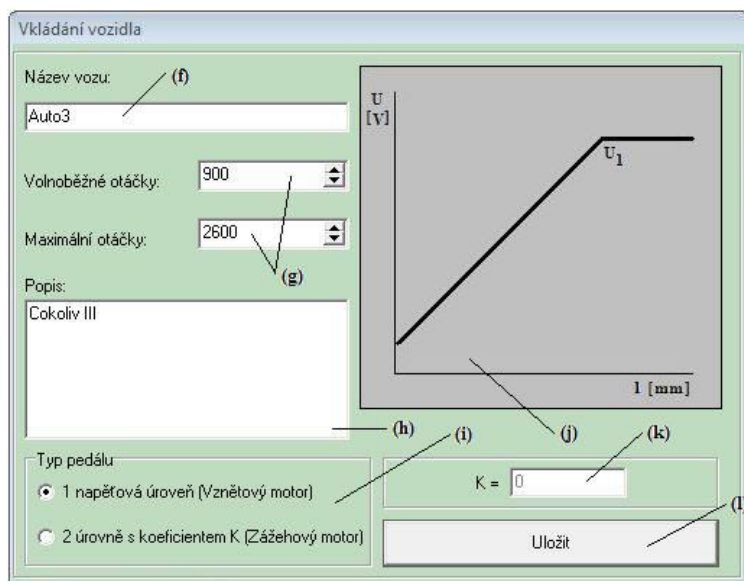 Vkládání vozidla
Název vozu:
(f)
Auto3
Volnoběžné otáčky:
900
Maximální otáčky:
2600
(g)
Popis:
Cokoliv III
(h)
U
[V]
U1
l [mm]
(j)
(i)
(k)
Typ pedálu
1 napěťová úroveň (Vznětový motor)
2 úrovně s koeficientem K (Zážehový motor)
K = 0
(l)
Uložit